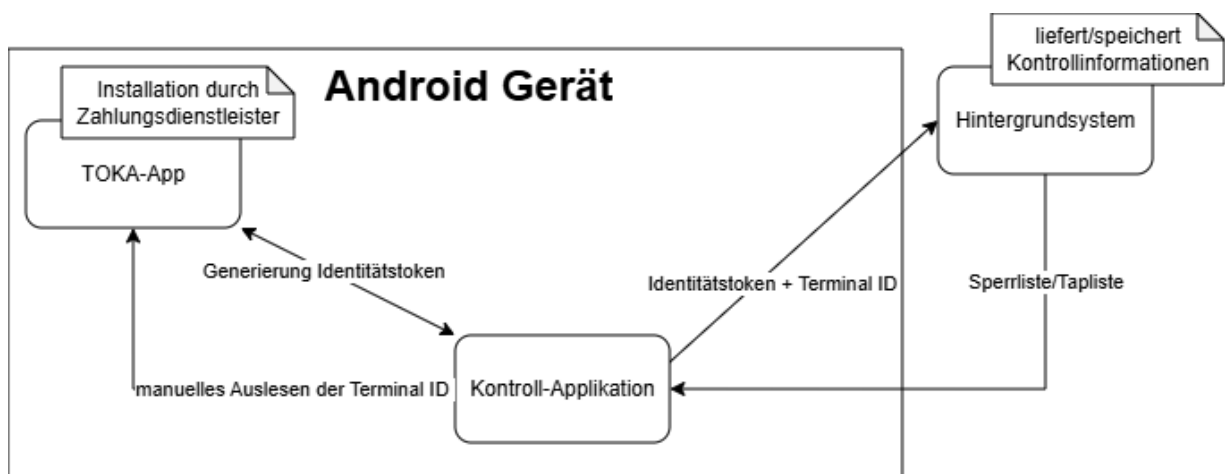 liefert/speichert
Kontrollinformationen
Android Gerät
Installation durch
Zahlungsdienstleister
Hintergrundsystem
TOKA-App
Generierung Identitätstoken
Identitätstoken + Terminal ID
Sperrliste/Tapliste
manuelles Auslesen der Terminal ID
Kontroll-Applikation